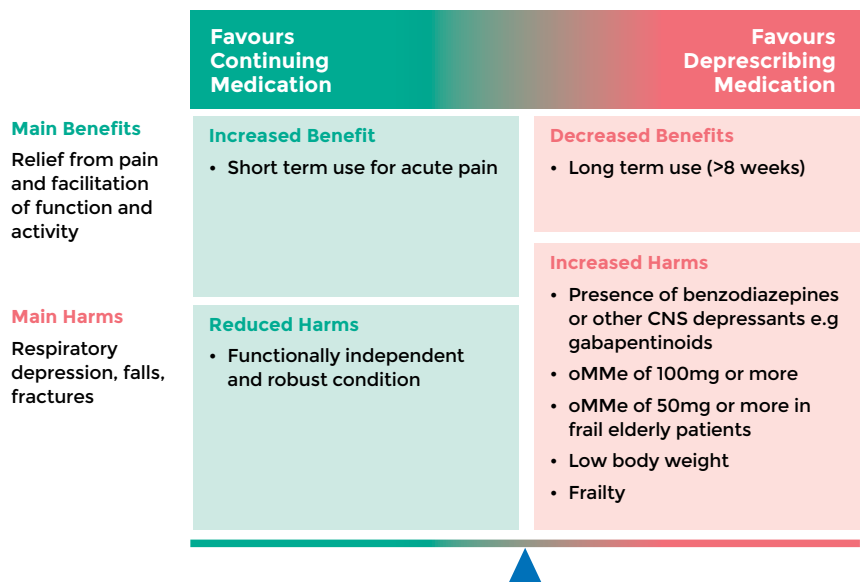 Favours
Continuing
Medication
Favours
Deprescribing
Medication
Main Benefits
Relief from pain
and facilitation
of function and
activity
Increased Benefit
• Short term use for acute pain
Decreased Benefits
• Long term use (>8 weeks)
Main Harms
Respiratory
depression, falls,
fractures
Reduced Harms
• Functionally independent
and robust condition
Increased Harms
• Presence of benzodiazepines
or other CNS depressants e.g
gabapentinoids
• oMMe of 100mg or more
• oMMe of 50mg or more in
frail elderly patients
• Low body weight
• Frailty